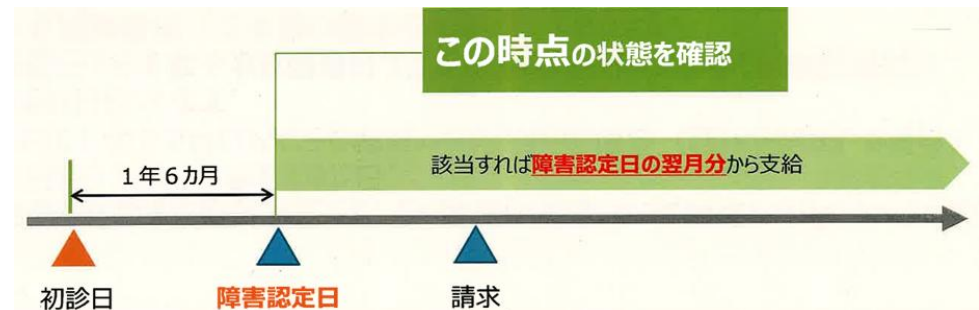 この時点の状態を確認
該当すれば障害認定日の翌月分から支給
1年6カ月
初診日
障害認定日
請求